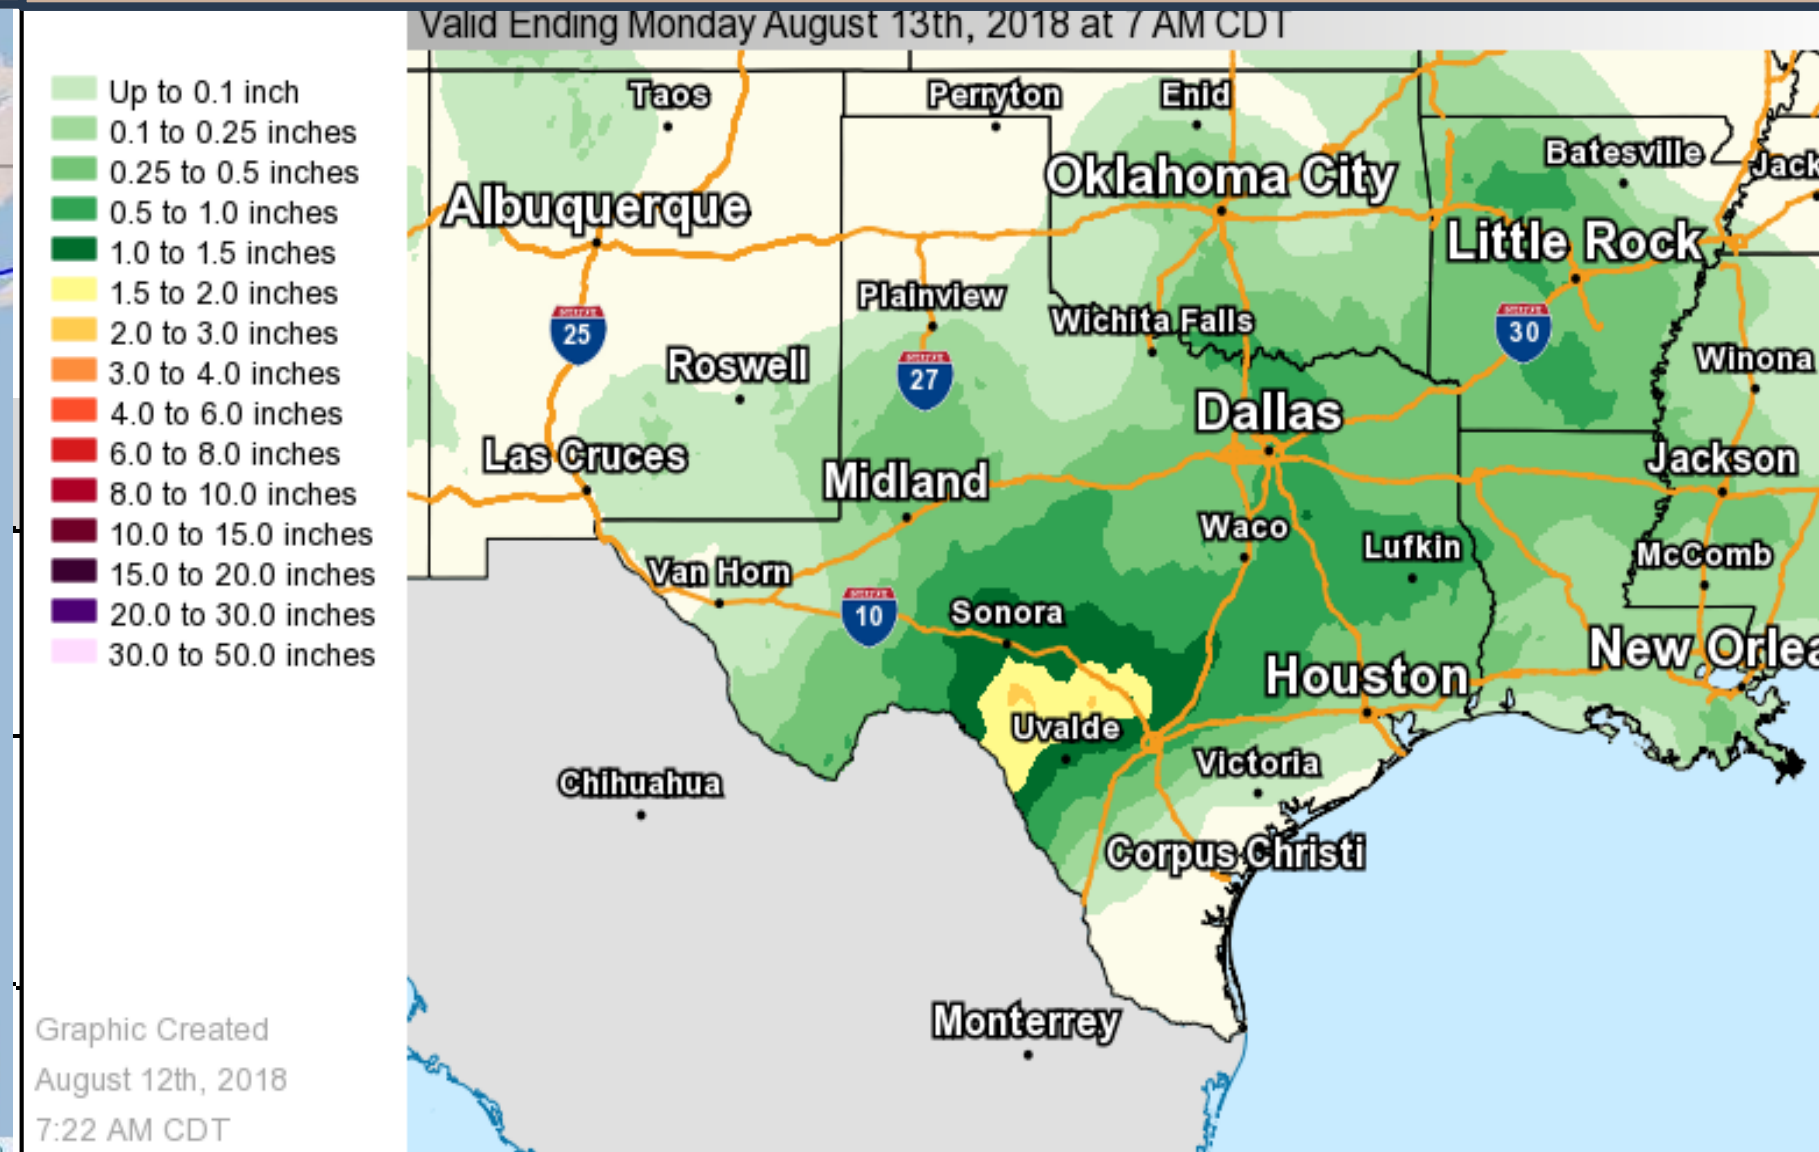 Valid Ending Monday August 13th, 2018 at 7 AM CDT
Up to 0.1 inch
0.1 to 0.25 inches
0.25 to 0.5 inches
0.5 to 1.0 inches
1.0 to 1.5 inches
1.5 to 2.0 inches
2.0 to 3.0 inches
3.0 to 4.0 inches
4.0 to 6.0 inches
6.0 to 8.0 inches
8.0 to 10.0 inches
10.0 to 15.0 inches
15.0 to 20.0 inches
20.0 to 30.0 inches
30.0 to 50.0 inches
Graphic Created
August 12th, 2018
7:22 AM CDT
Taos
Perryton
Enid
Batesville
Jack
Oklahoma City
Albuquerque
Little Rock
Plainview
Wichita Falls
25
30
Roswell
27
Winona
Dallas
Las Cruces
Midland
Jackson
Waco
Lufkin
McComb
Van Horn
10
Sonora
New Orlea
Houston
Uvalde
Victoria
Chihuahua
Corpus Christi
Monterrey